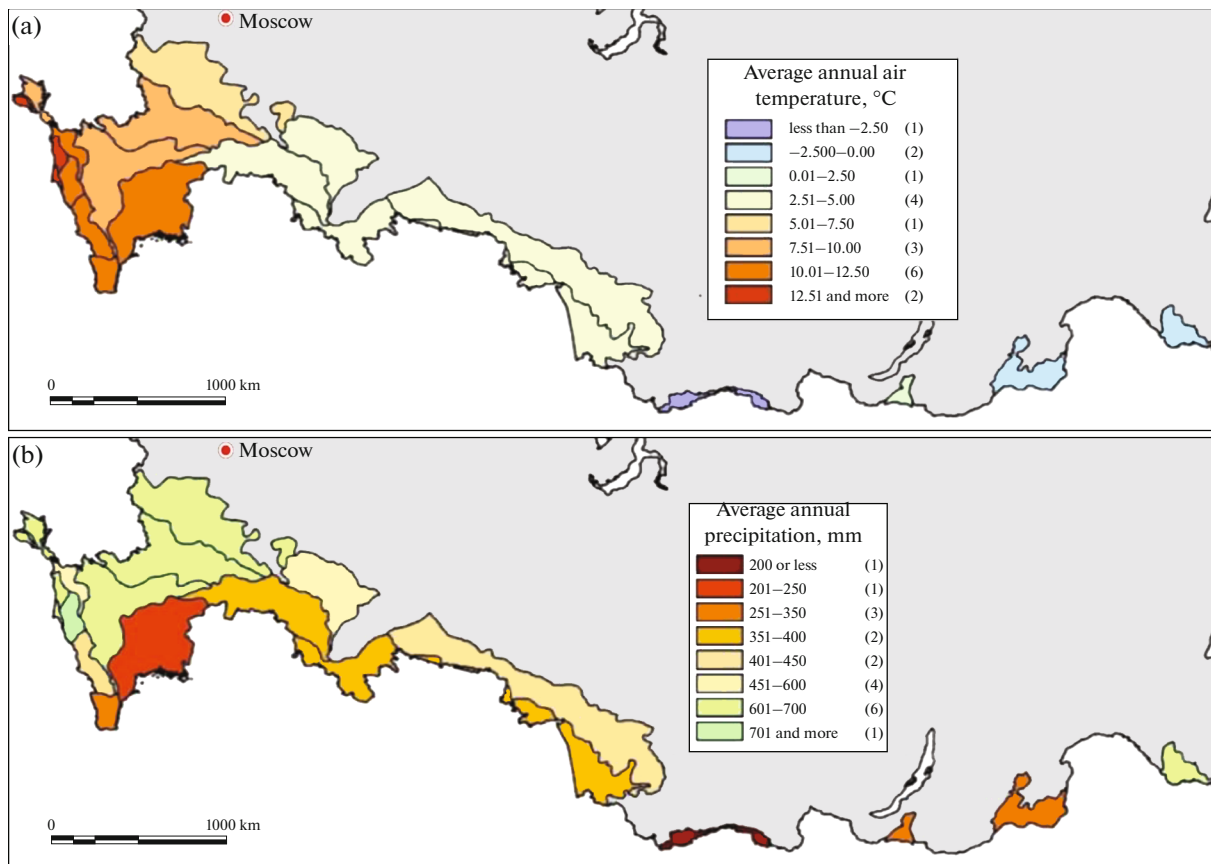 (a)
Moscow
Average annual air
temperature, °C
less than −2.50 (1)
−2.500–0.00 (2)
0.01–2.50 (1)
2.51–5.00 (4)
5.01–7.50 (1)
7.51–10.00 (3)
10.01–12.50 (6)
12.51 and more (2)
0 1000 km
(b)
Moscow
Average annual
precipitation, mm
200 or less (1)
201–250 (1)
251–350 (3)
351–400 (2)
401–450 (2)
451–600 (4)
601–700 (6)
701 and more (1)
0 1000 km